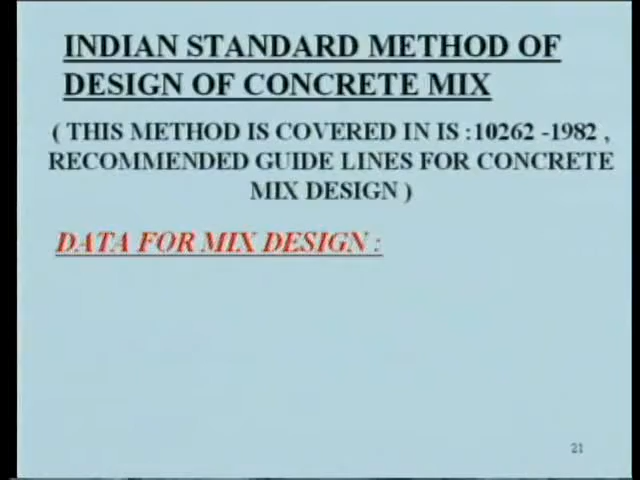 INDIAN STANDARD METHOD OF
DESIGN OF CONCRETE MIX
( THIS METHOD IS COVERED IN IS :10262 -1982 ,
RECOMMENDED GUIDE LINES FOR CONCRETE
MIX DESIGN )
DATA FOR MIX DESIGN :
21